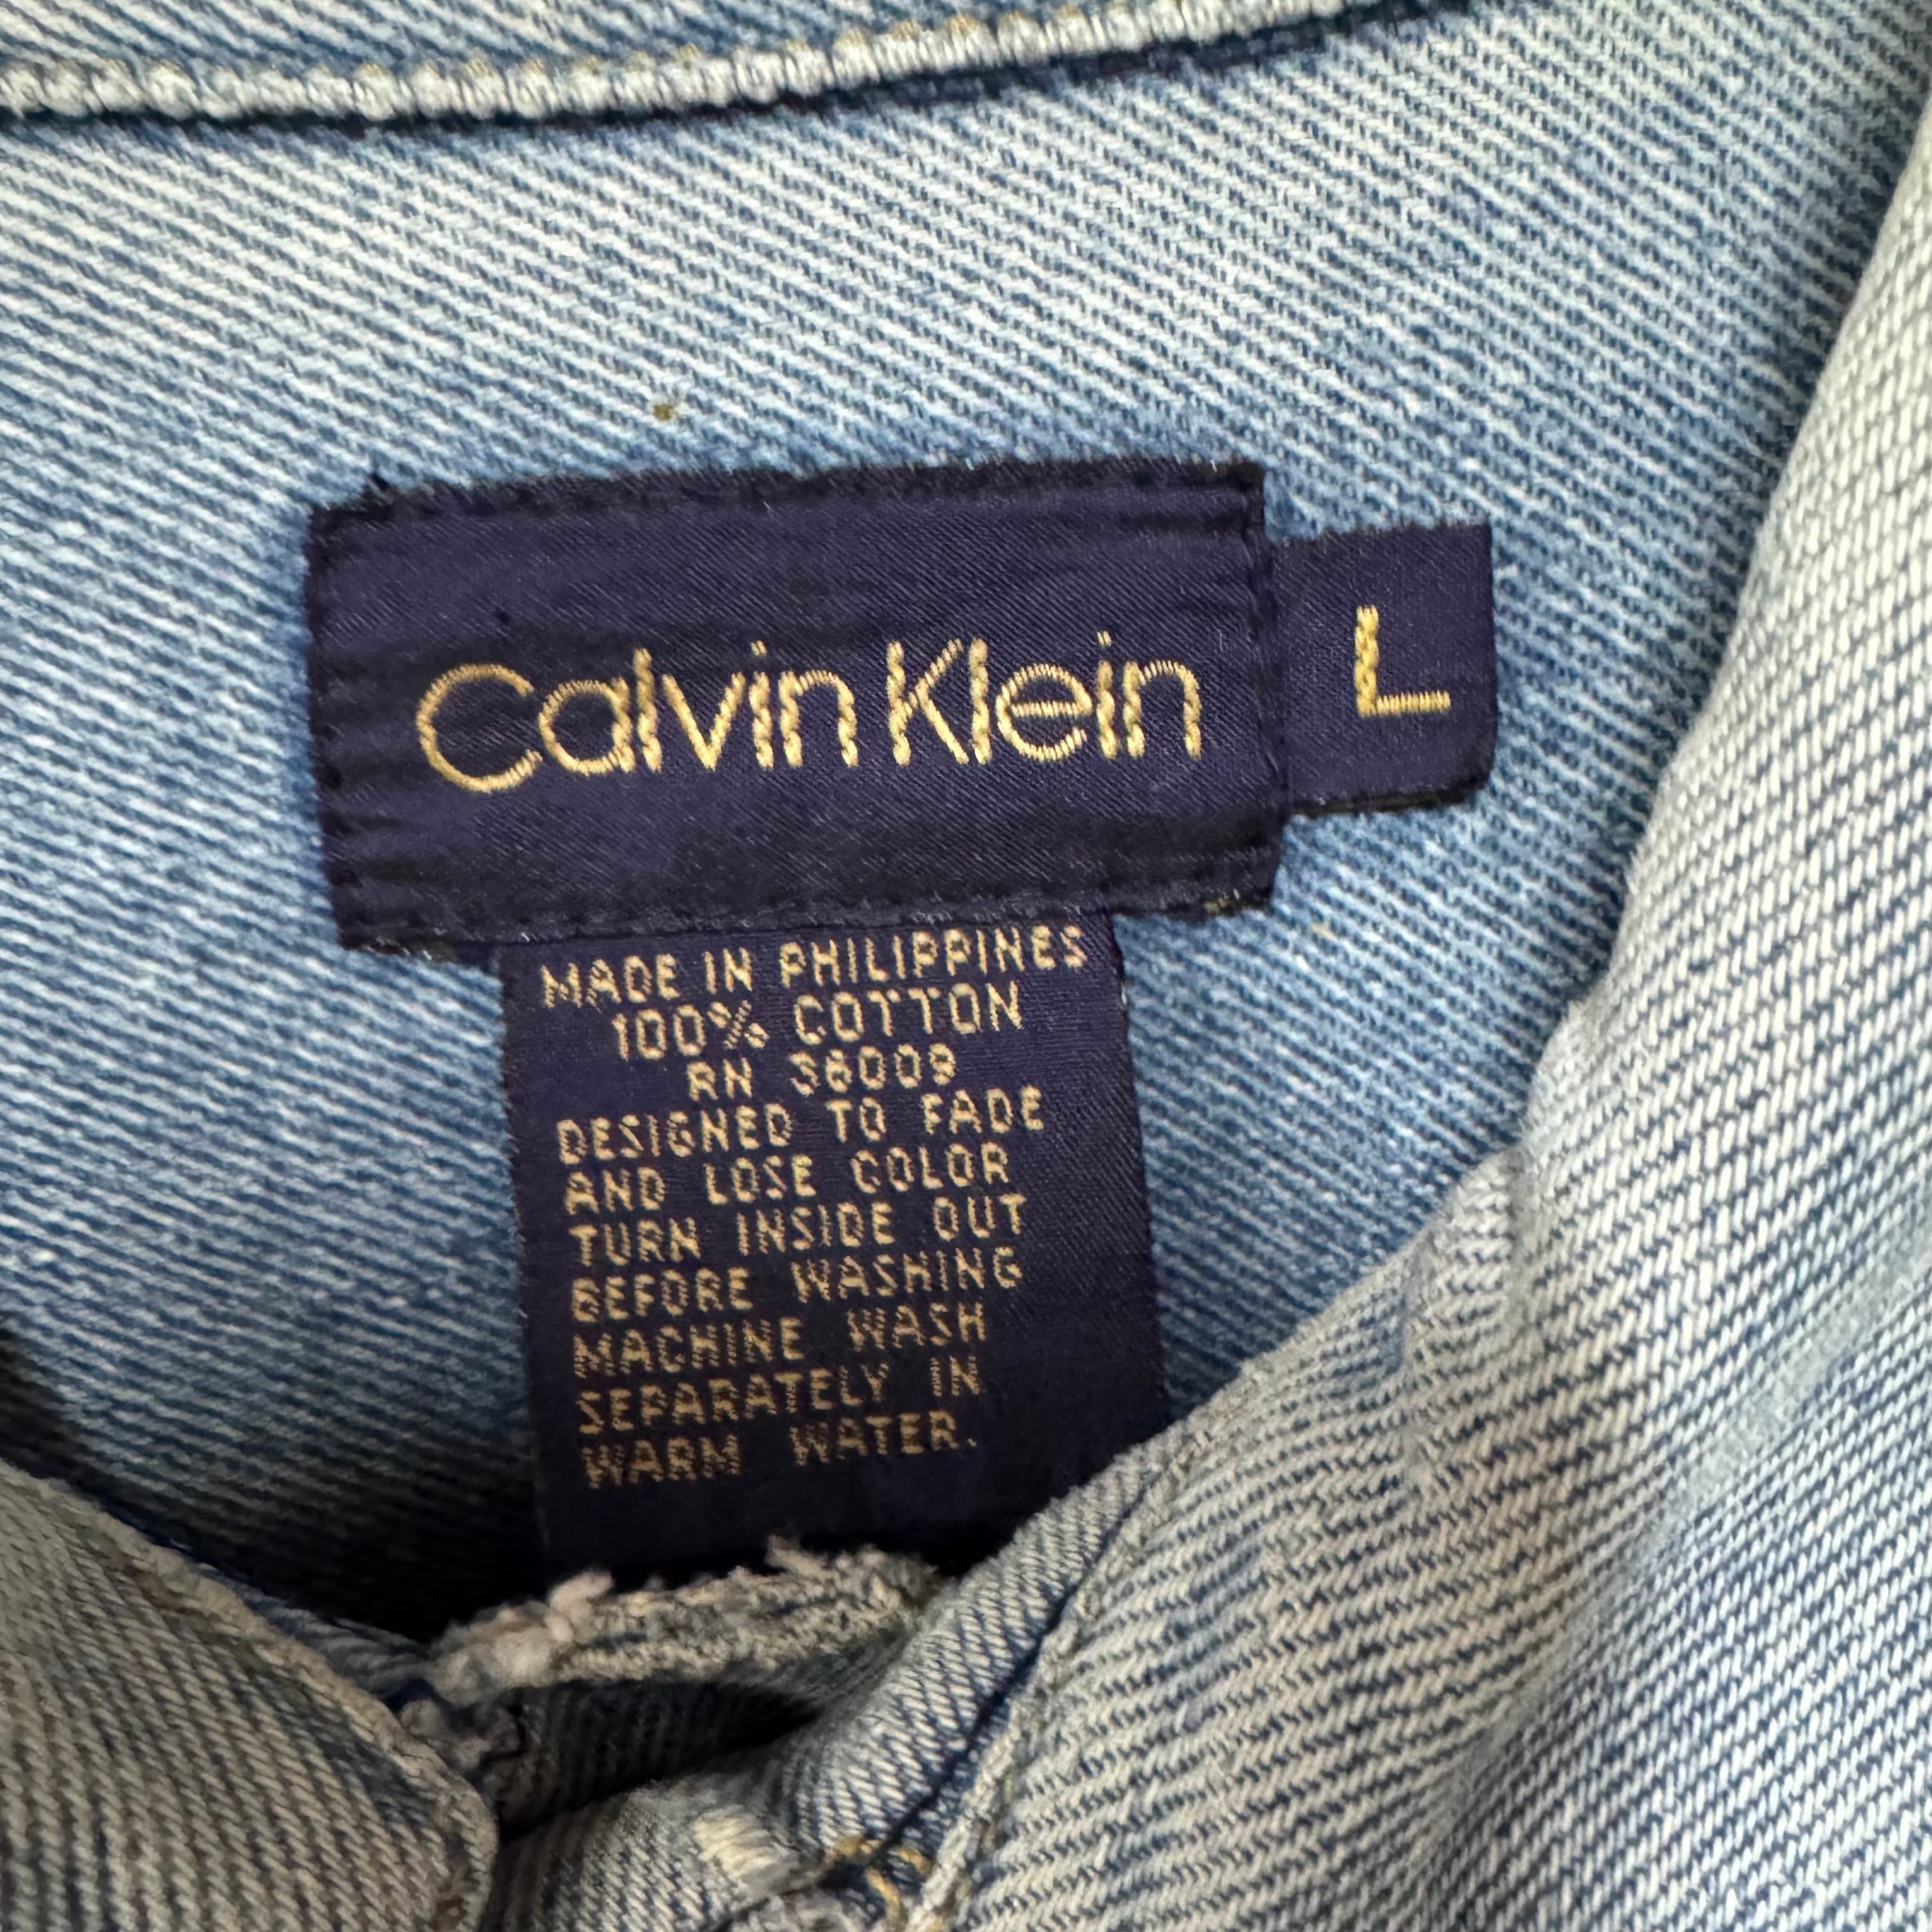 Calvin Klein
L
MADE IN PHILIPPINES
100% COTTON
RN 36009
DESIGNED TO FADE
AND LOSE COLOR
TURN INSIDE OUT
BEFORE WASHING
MACHINE WASH
SEPARATELY IN
WARM WATER.